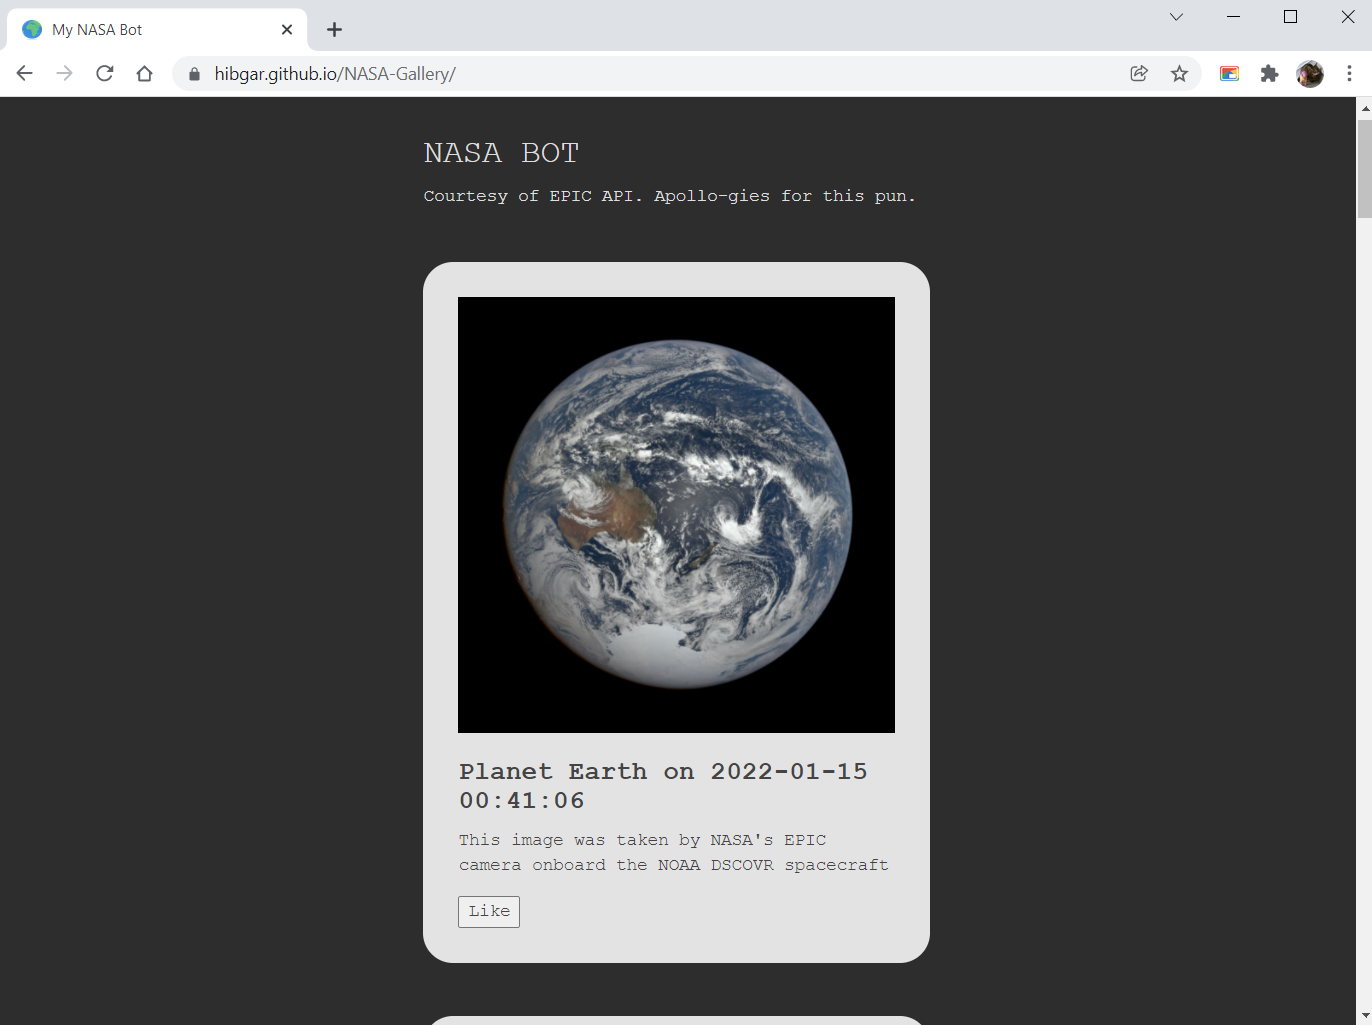 My NASA Bot
hibgar.github.io/NASA-Gallery/
NASA BOT
Courtesy of EPIC API. Apollo-gies for this pun.
Planet Earth on 2022-01-15
00:41:06
This image was taken by NASA's EPIC
camera onboard the NOAA DSCOVR spacecraft
Like